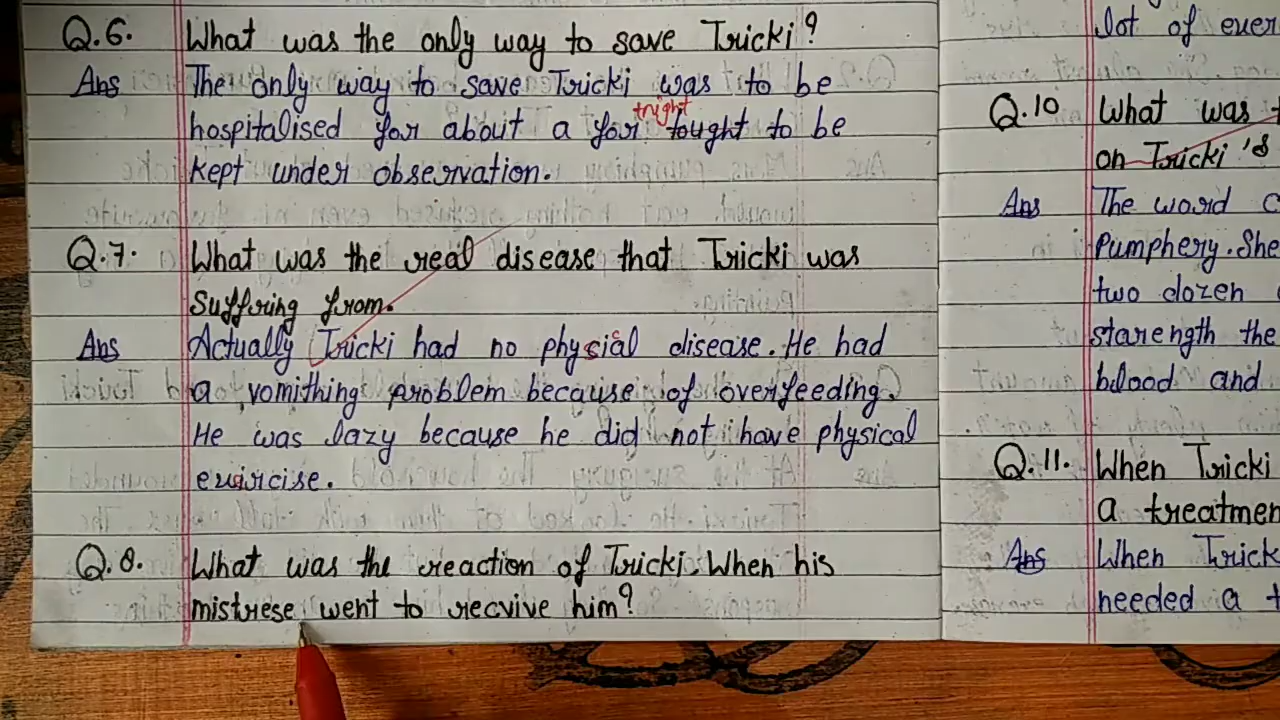 Q.6. What was the only way to save Tricki?
Ans The only way to save Tricki was to be
tright
hospitalised for about a for tought to be
kept under observation.
Q.7. What was the real disease that Tricki was
Suffring from.
Ans Actually Tricki had no physcial disease. He had
a vomithing problem because of overfeeding.
He was lazy because he did not have physical
Q.8. What was the reaction of Tricki. When his
mistrese went to recvive him?
lot of ever
Q.10 What was
on Tricki's
Ans The word
Pumphery. She
two dozen
starength the
blood and
Q.11. When Tricki
a treatmen
Ans When Trick
needed a t